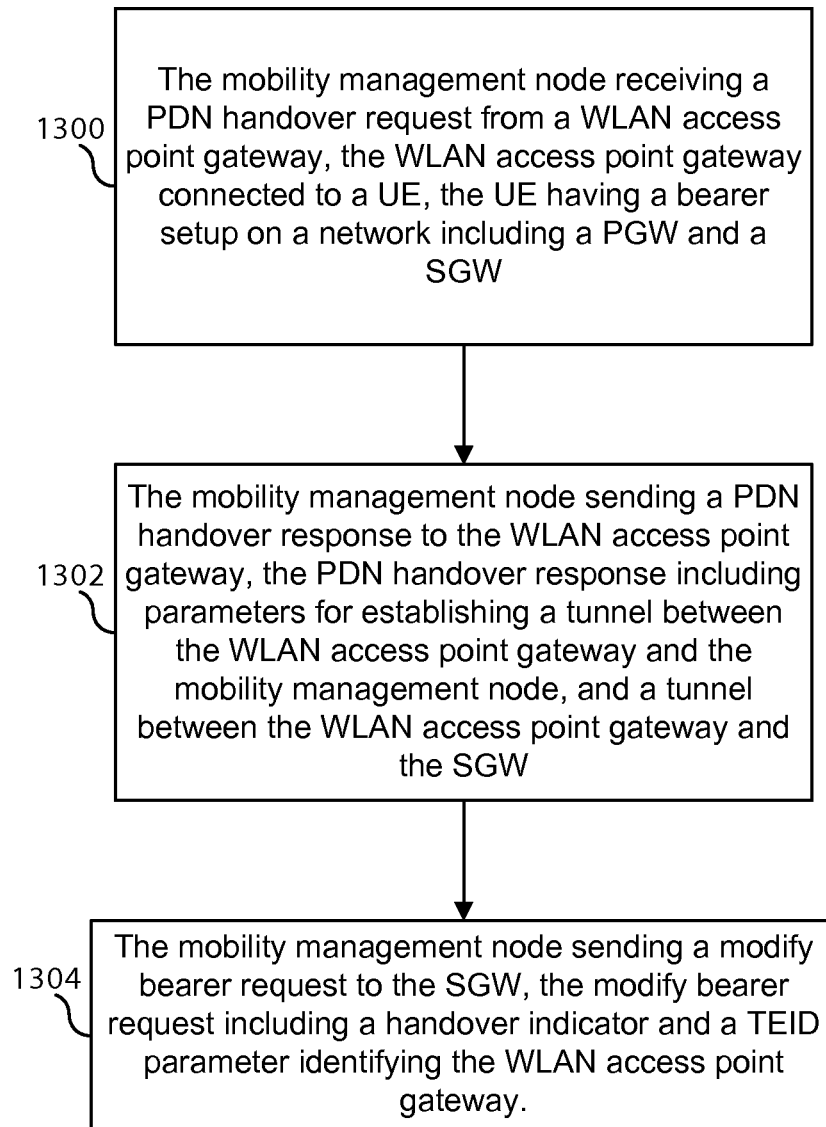 1300
The mobility management node receiving a
PDN handover request from a WLAN access
point gateway, the WLAN access point gateway
connected to a UE, the UE having a bearer
setup on a network including a PGW and a
SGW
1302
The mobility management node sending a PDN
handover response to the WLAN access point
gateway, the PDN handover response including
parameters for establishing a tunnel between
the WLAN access point gateway and the
mobility management node, and a tunnel
between the WLAN access point gateway and
the SGW
1304
The mobility management node sending a modify
bearer request to the SGW, the modify bearer
request including a handover indicator and a TEID
parameter identifying the WLAN access point
gateway.